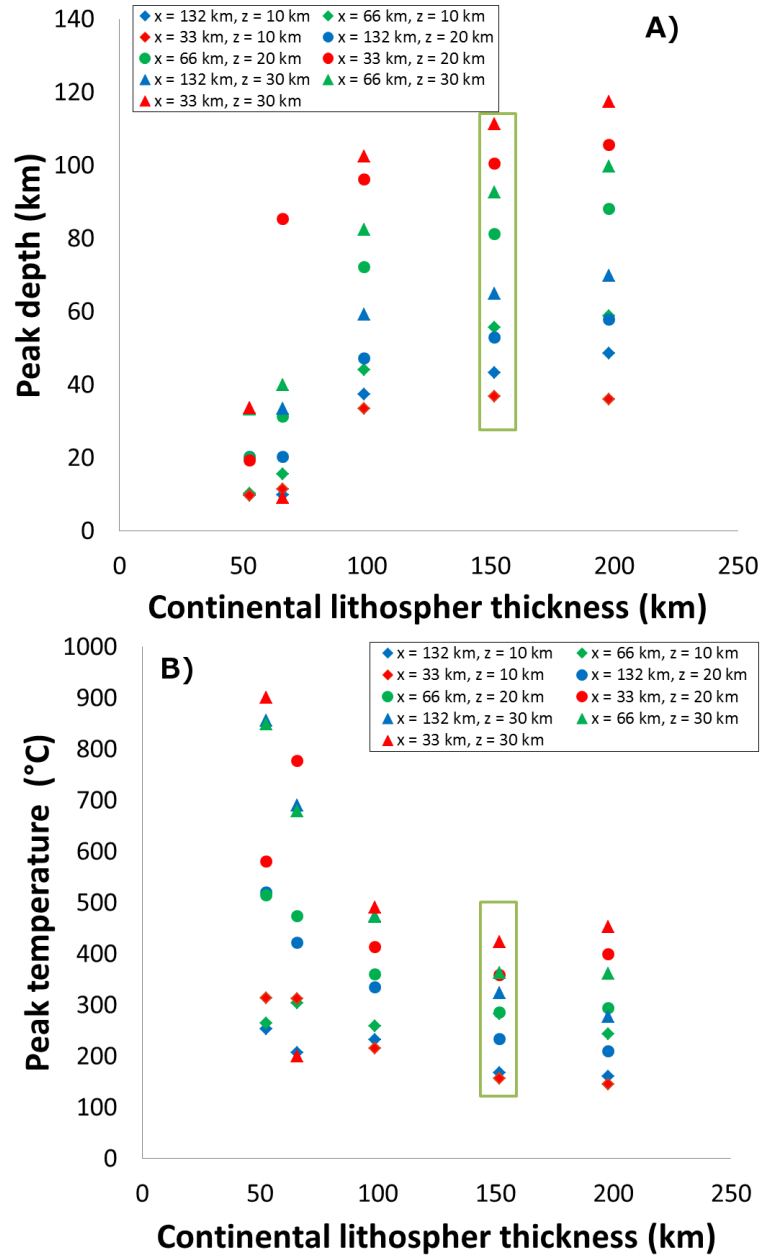 A)
x = 132 km, z = 10 km x = 66 km, z = 10 km
x = 33 km, z = 10 km x = 132 km, z = 20 km
x = 66 km, z = 20 km x = 33 km, z = 20 km
x = 132 km, z = 30 km x = 66 km, z = 30 km
x = 33 km, z = 30 km
Peak depth (km)
140
120
100
80
60
40
20
0
0 50 100 150 200 250
Continental lithospher thickness (km)
B)
x = 132 km, z = 10 km x = 66 km, z = 10 km
x = 33 km, z = 10 km x = 132 km, z = 20 km
x = 66 km, z = 20 km x = 33 km, z = 20 km
x = 132 km, z = 30 km x = 66 km, z = 30 km
x = 33 km, z = 30 km
Peak temperature (°C)
1000
900
800
700
600
500
400
300
200
100
0
0 50 100 150 200 250
Continental lithospher thickness (km)